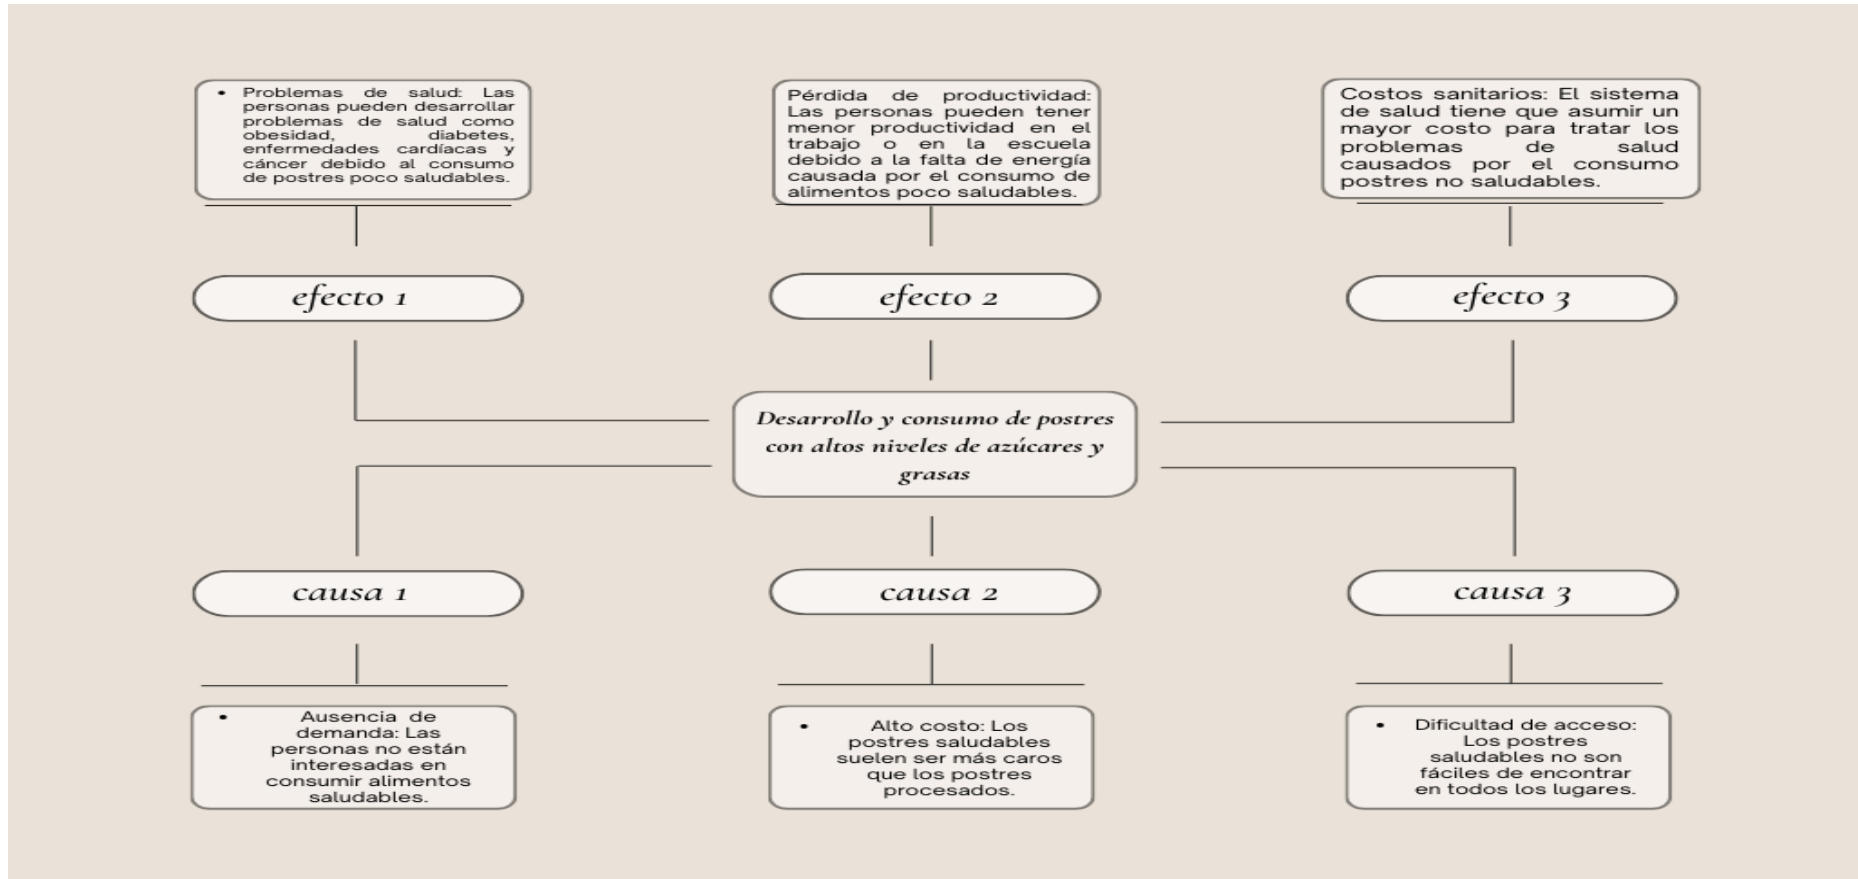 • Problemas de salud: Las
personas pueden desarrollar
problemas de salud como
obesidad, diabetes,
enfermedades cardíacas y
cáncer debido al consumo
de postres poco saludables.
Pérdida de productividad:
Las personas pueden tener
menor productividad en el
trabajo o en la escuela
debido a la falta de energía
causada por el consumo de
alimentos poco saludables.
Costos sanitarios: El sistema
de salud tiene que asumir un
mayor costo para tratar los
problemas de salud
causados por el consumo
postres no saludables.
efecto 1
efecto 2
efecto 3
Desarrollo y consumo de postres
con altos niveles de azúcares y
grasas
causa 1
causa 2
causa 3
• Ausencia de
demanda: Las
personas no están
interesadas en
consumir alimentos
saludables.
• Alto costo: Los
postres saludables
suelen ser más caros
que los postres
procesados.
• Dificultad de acceso:
Los postres
saludables no son
fáciles de encontrar
en todos los lugares.